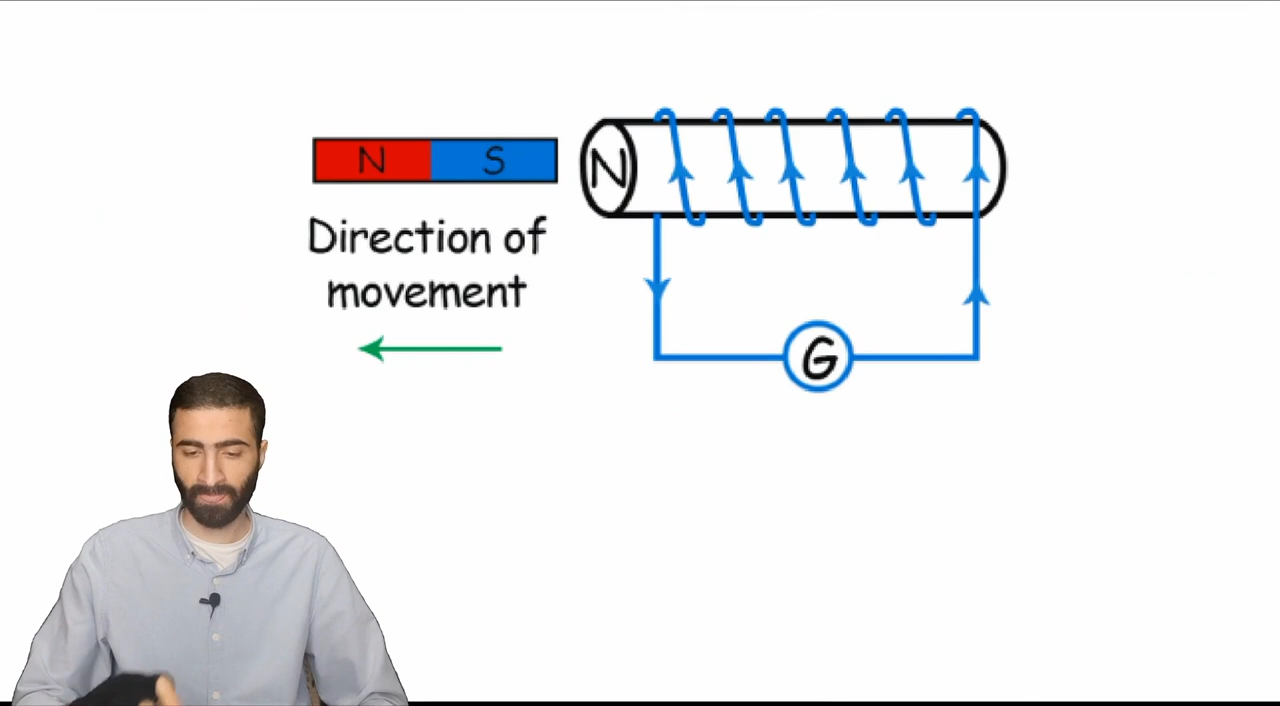 N S N
Direction of
movement
G